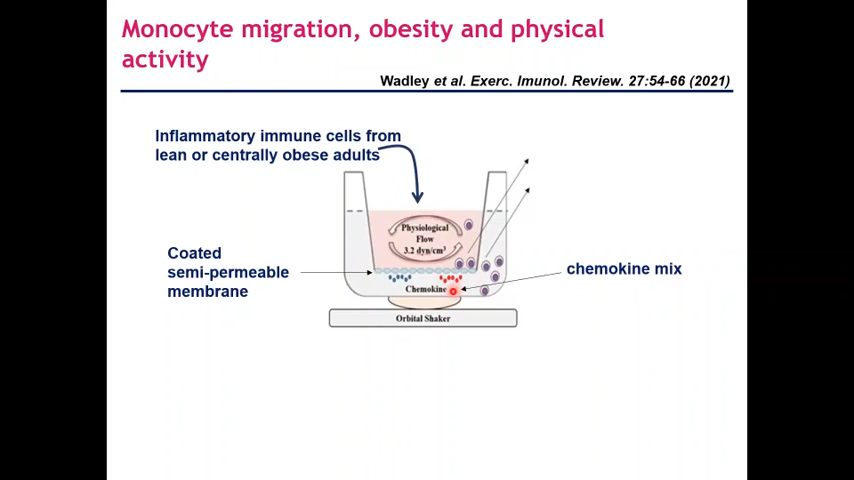 Monocyte migration, obesity and physical
activity
Wadley et al. Exerc. Imunol. Review. 27:54-66 (2021)
Inflammatory immune cells from
lean or centrally obese adults
Physiological
Flow
3.2 dyn/cm³
Coated
semi-permeable
membrane
chemokine mix
Chemokine
Orbital Shaker